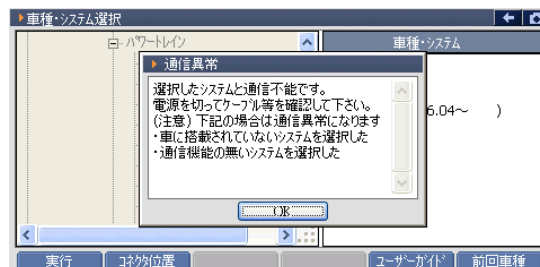 車種・システム選択
パワートレイン
車種・システム
通信異常
選択したシステムと通信不能です。
電源を切ってケーブル等を確認して下さい。
(注意)下記の場合は通信異常になります
・車に搭載されていないシステムを選択した
・通信機能の無いシステムを選択した
6.04～ )
OK
実行 コネクタ位置 ユーザーガイド 前回車種